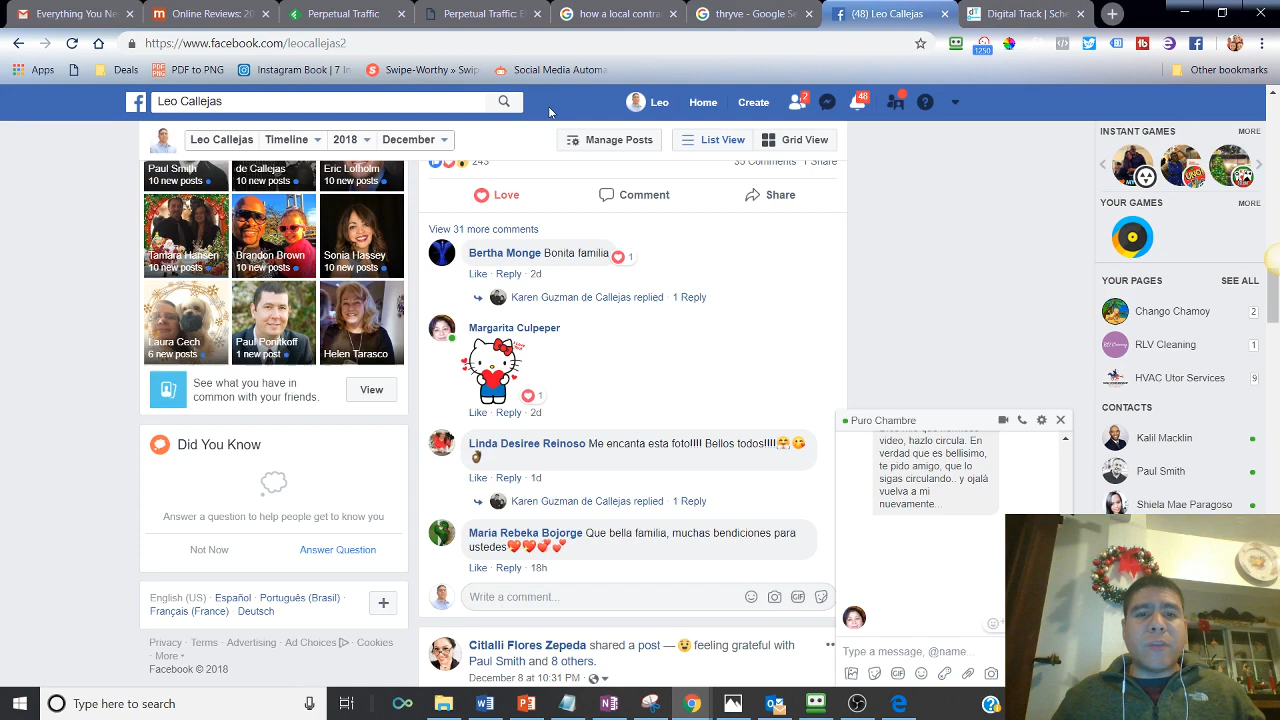 Everything You Nee
Online Reviews: 20
Perpetual Traffic
Perpetual Traffic: E
how a local contra
thryve - Google Se
(48) Leo Callejas
Digital Track | Sche
https://www.facebook.com/leocallejas2
1250
Apps
Deals
PDF to PNG
Instagram Book | 7 In
Swipe-Worthy » Swip
Social Media Automa
Other bookmarks
Leo Callejas
Leo
Home
Create
2
48
Leo Callejas
Timeline
2018
December
Manage Posts
List View
Grid View
INSTANT GAMES
MORE
YOUR GAMES
MORE
YOUR PAGES
SEE ALL
Chango Chamoy
2
RLV Cleaning
1
HVAC Utor Services
9
CONTACTS
Kalil Macklin
Paul Smith
Shiela Mae Paragoso
Paul Smith
10 new posts
de Callejas
10 new posts
Eric Lofholm
10 new posts
Tamara Hansen
10 new posts
Brandon Brown
10 new posts
Sonia Hassey
10 new posts
Laura Cech
6 new posts
Paul Ponitkoff
1 new post
Helen Tarasco
See what you have in
common with your friends.
View
Did You Know
Answer a question to help people get to know you
Not Now
Answer Question
English (US) · Español · Português (Brasil) ·
Français (France) · Deutsch
Privacy · Terms · Advertising · Ad Choices · Cookies
· More
Facebook © 2018
243
35 Comments 1 Share
Love
Comment
Share
View 31 more comments
Bertha Monge Bonita familia
1
Like · Reply · 2d
Karen Guzman de Callejas replied · 1 Reply
Margarita Culpeper
1
Like · Reply · 2d
Linda Desiree Reinoso Me encanta esta foto!!!! Bellos todos!!!!
Like · Reply · 1d
Karen Guzman de Callejas replied · 1 Reply
Maria Rebeka Bojorge Que bella familia, muchas bendiciones para
ustedes
Like · Reply · 18h
Write a comment...
Citlalli Flores Zepeda shared a post — feeling grateful with
Paul Smith and 8 others.
December 8 at 10:31 PM
Puro Chambre
video, hazlo circula. En
verdad que es bellisimo,
te pido amigo, que lo
sigas circulando.. y ojalá
vuelva a mi
nuevamente...
Type a message, @name...
Type here to search